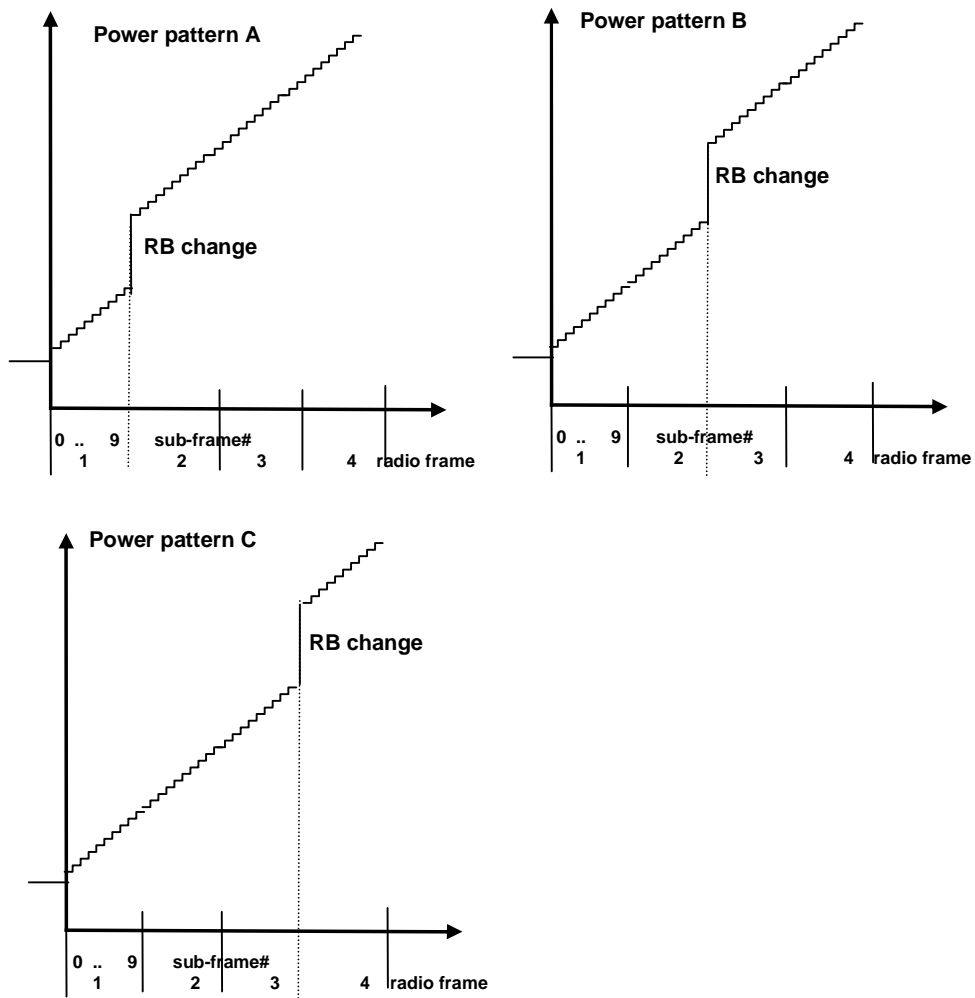 Power pattern A
RB change
0 .. 9 sub-frame#
1 2 3 4 radio frame
Power pattern B
RB change
0 .. 9 sub-frame#
1 2 3 4 radio frame
Power pattern C
RB change
0 .. 9 sub-frame#
1 2 3 4 radio frame